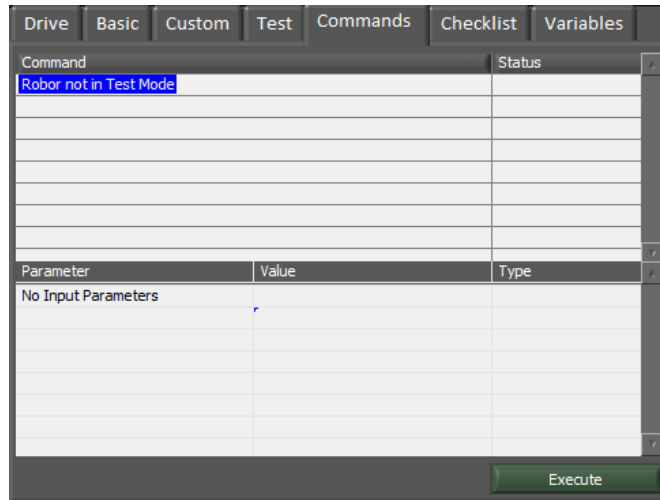 Drive Basic Custom Test Commands Checklist Variables
Command Status
Robor not in Test Mode
Parameter Value Type
No Input Parameters
Execute